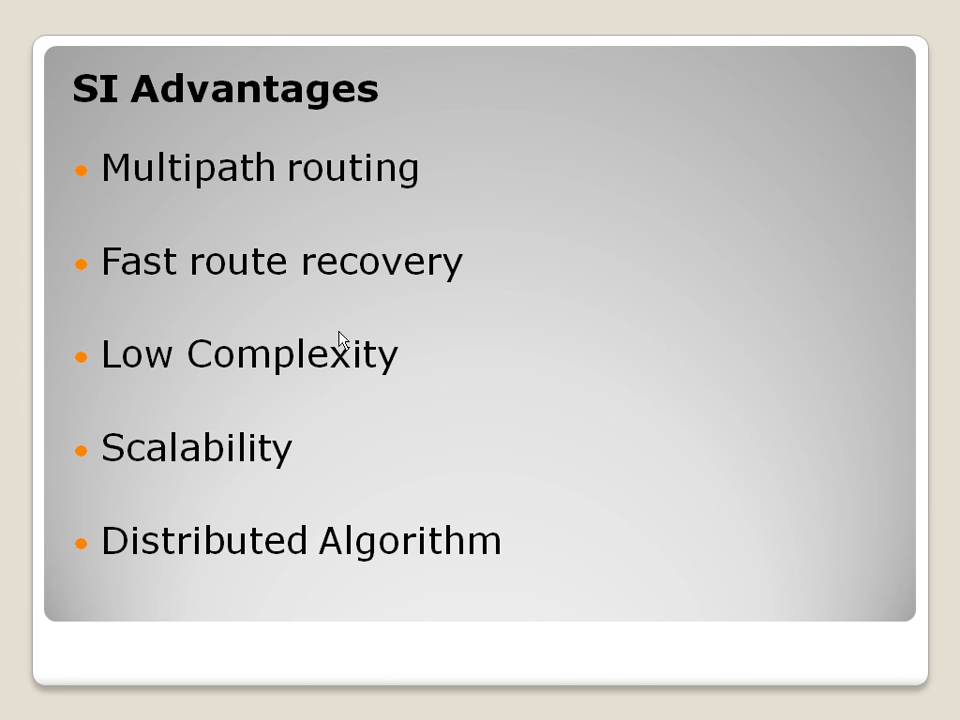 SI Advantages
Multipath routing
Fast route recovery
Low Complexity
Scalability
Distributed Algorithm